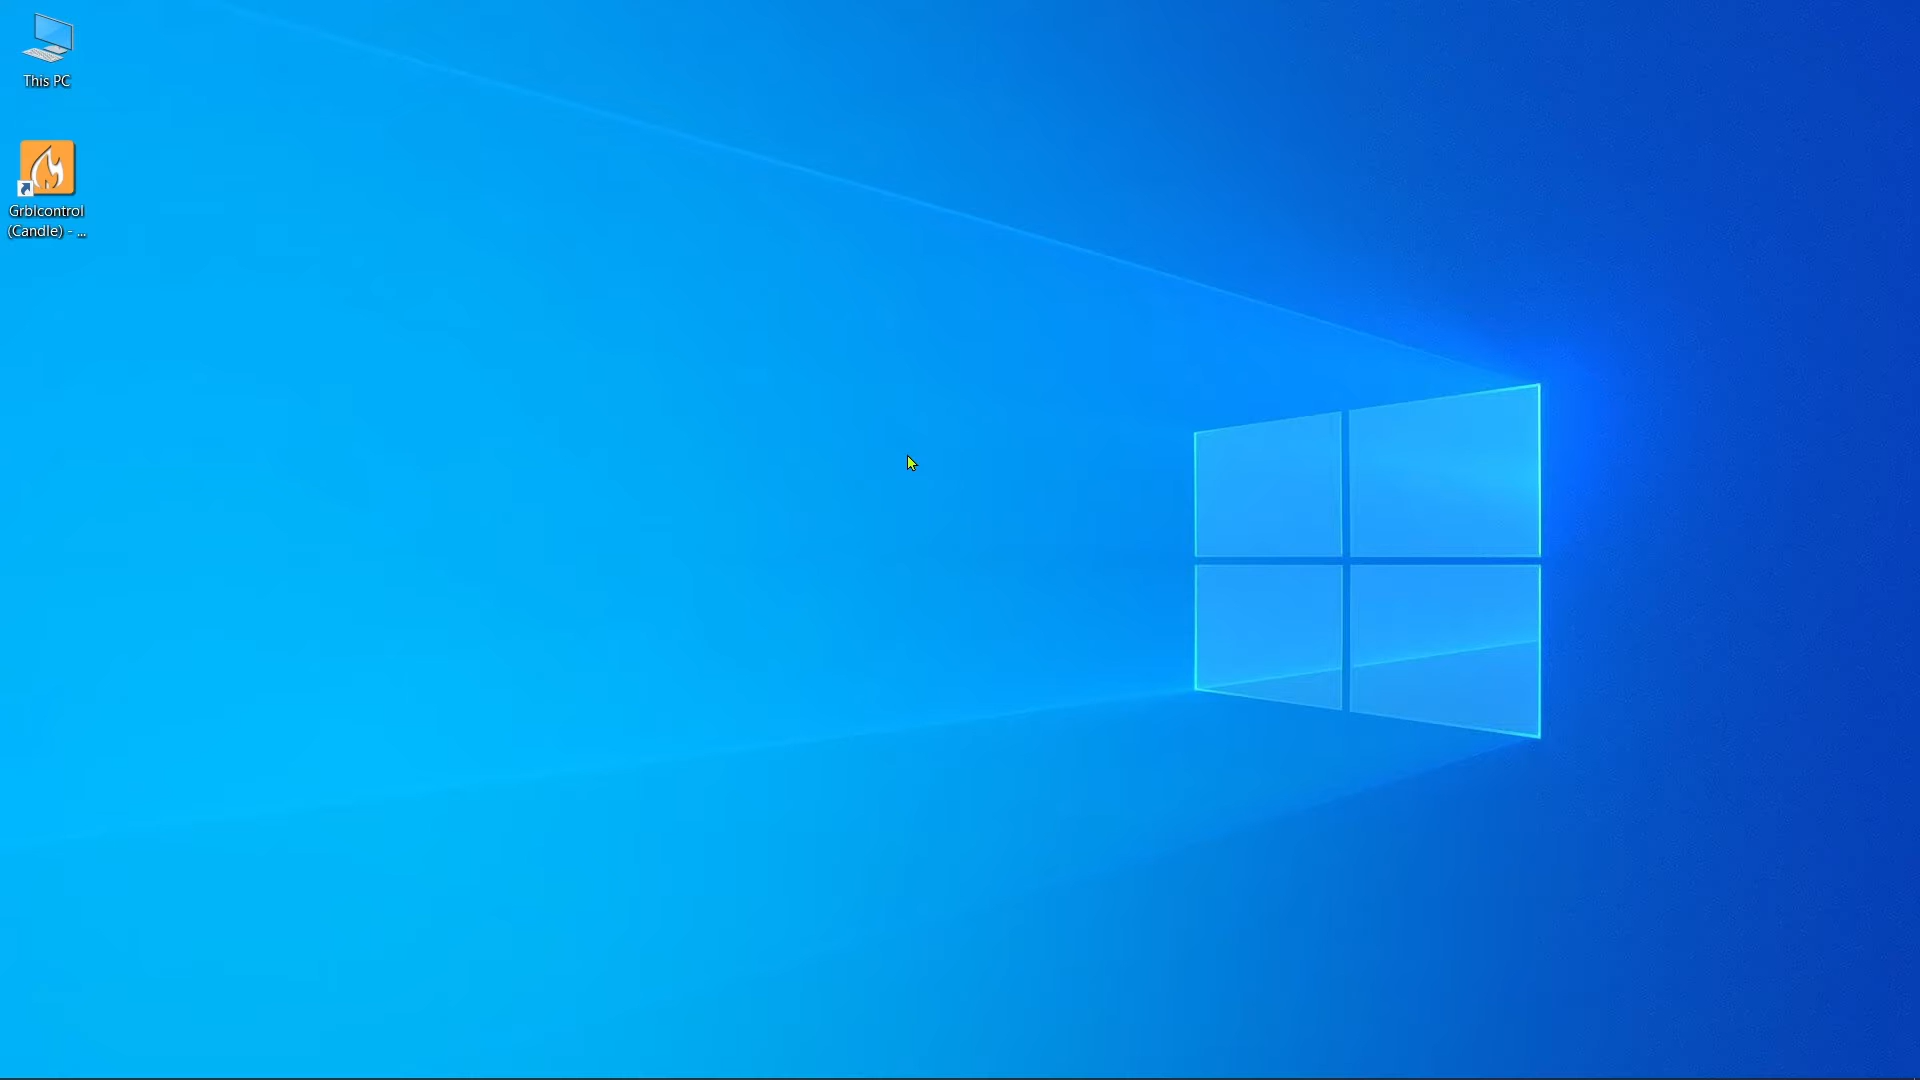 This PC
Grblcontrol
(Candle) - ...